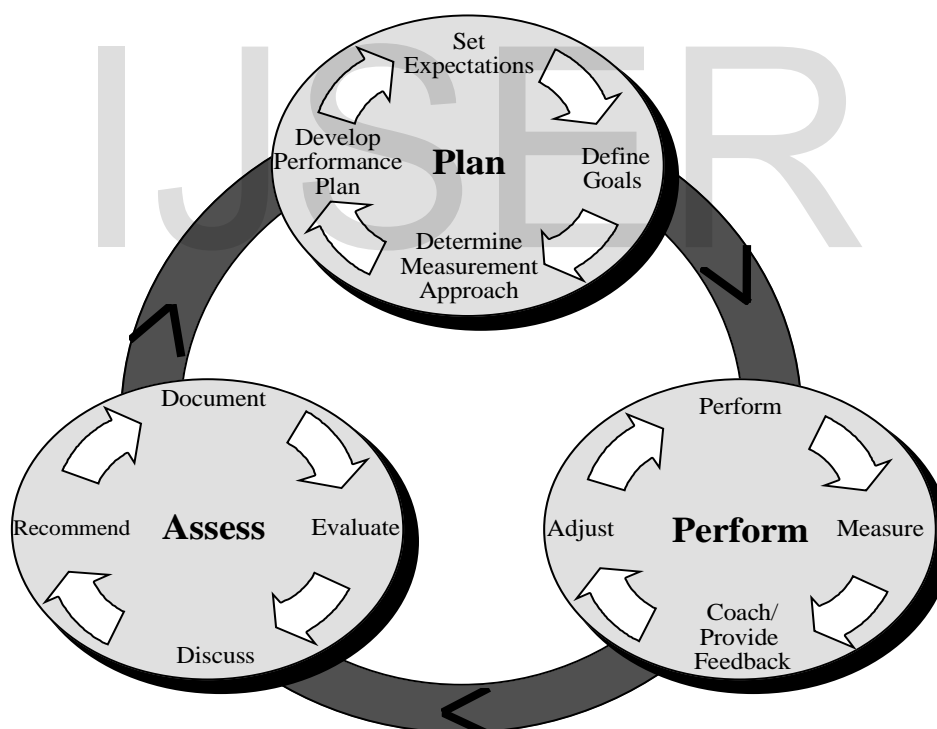 IJSER
Set
Expectations
Define
Goals
Determine
Measurement
Approach
Develop
Performance
Plan
Plan
Perform
Measure
Coach/
Provide
Feedback
Adjust
Perform
Document
Evaluate
Discuss
Recommend
Assess